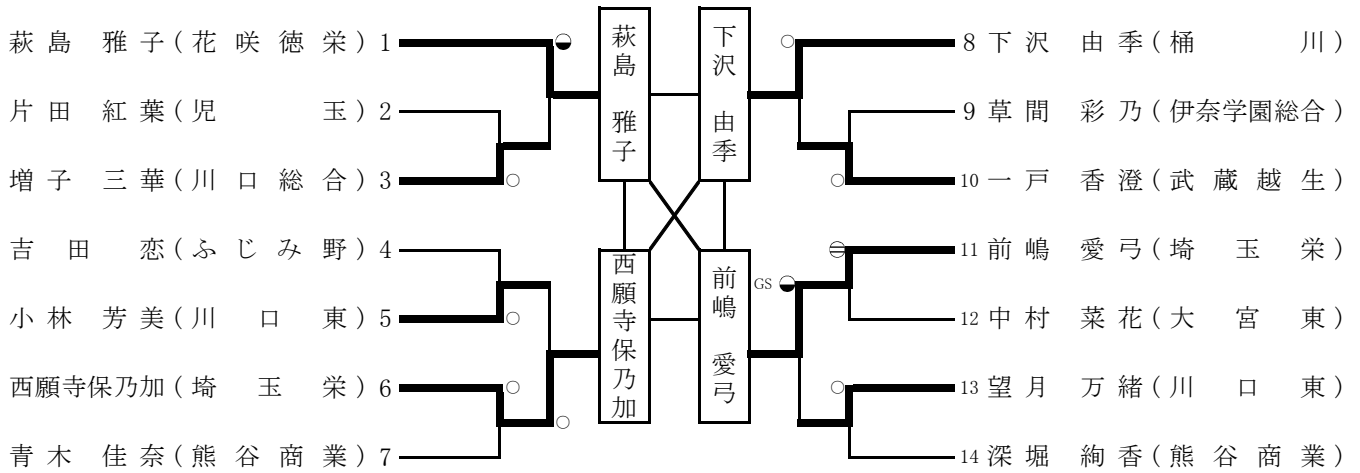 萩島 雅子(花咲徳栄) 1
片田 紅葉(児玉) 2
増子 三華(川口総合) 3
吉田 恋(ふじみ野) 4
小林 芳美(川口東) 5
西願寺保乃加(埼玉栄) 6
青木 佳奈(熊谷商業) 7
萩島 雅子
下沢 由季
西願寺保乃加
前嶋 愛弓
GS
8 下沢 由季(桶川)
9 草間 彩乃(伊奈学園総合)
10 一戸 香澄(武蔵越生)
11 前嶋 愛弓(埼玉栄)
12 中村 菜花(大宮東)
13 望月 万緒(川口東)
14 深堀 絢香(熊谷商業)